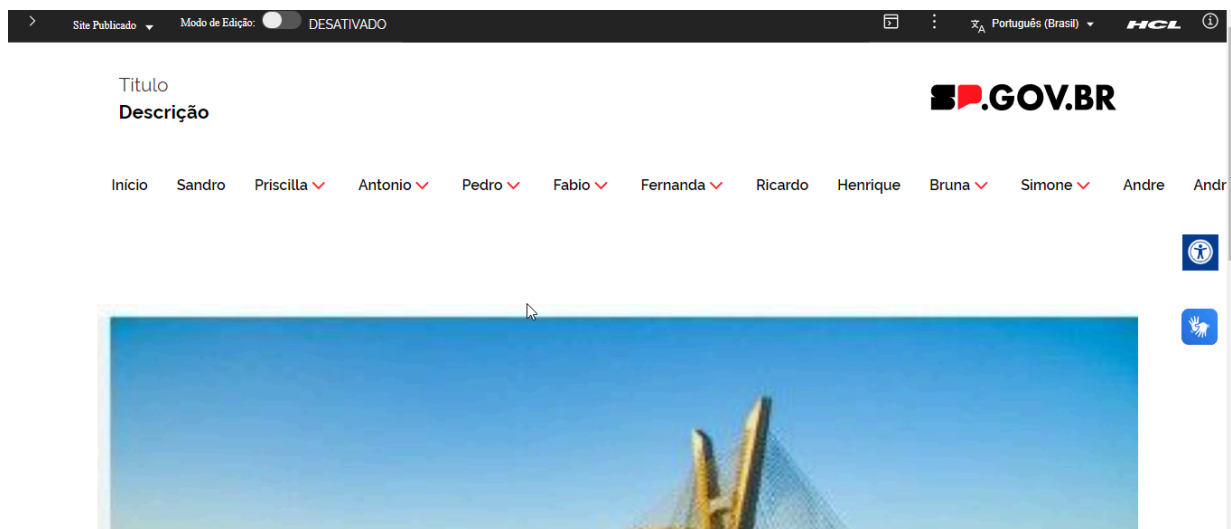 Site Publicado Modo de Edição: DESATIVADO Português (Brasil) HCL
Titulo
Descrição
SP.GOV.BR
Início Sandro Priscilla Antonio Pedro Fabio Fernanda Ricardo Henrique Bruna Simone Andre Andr